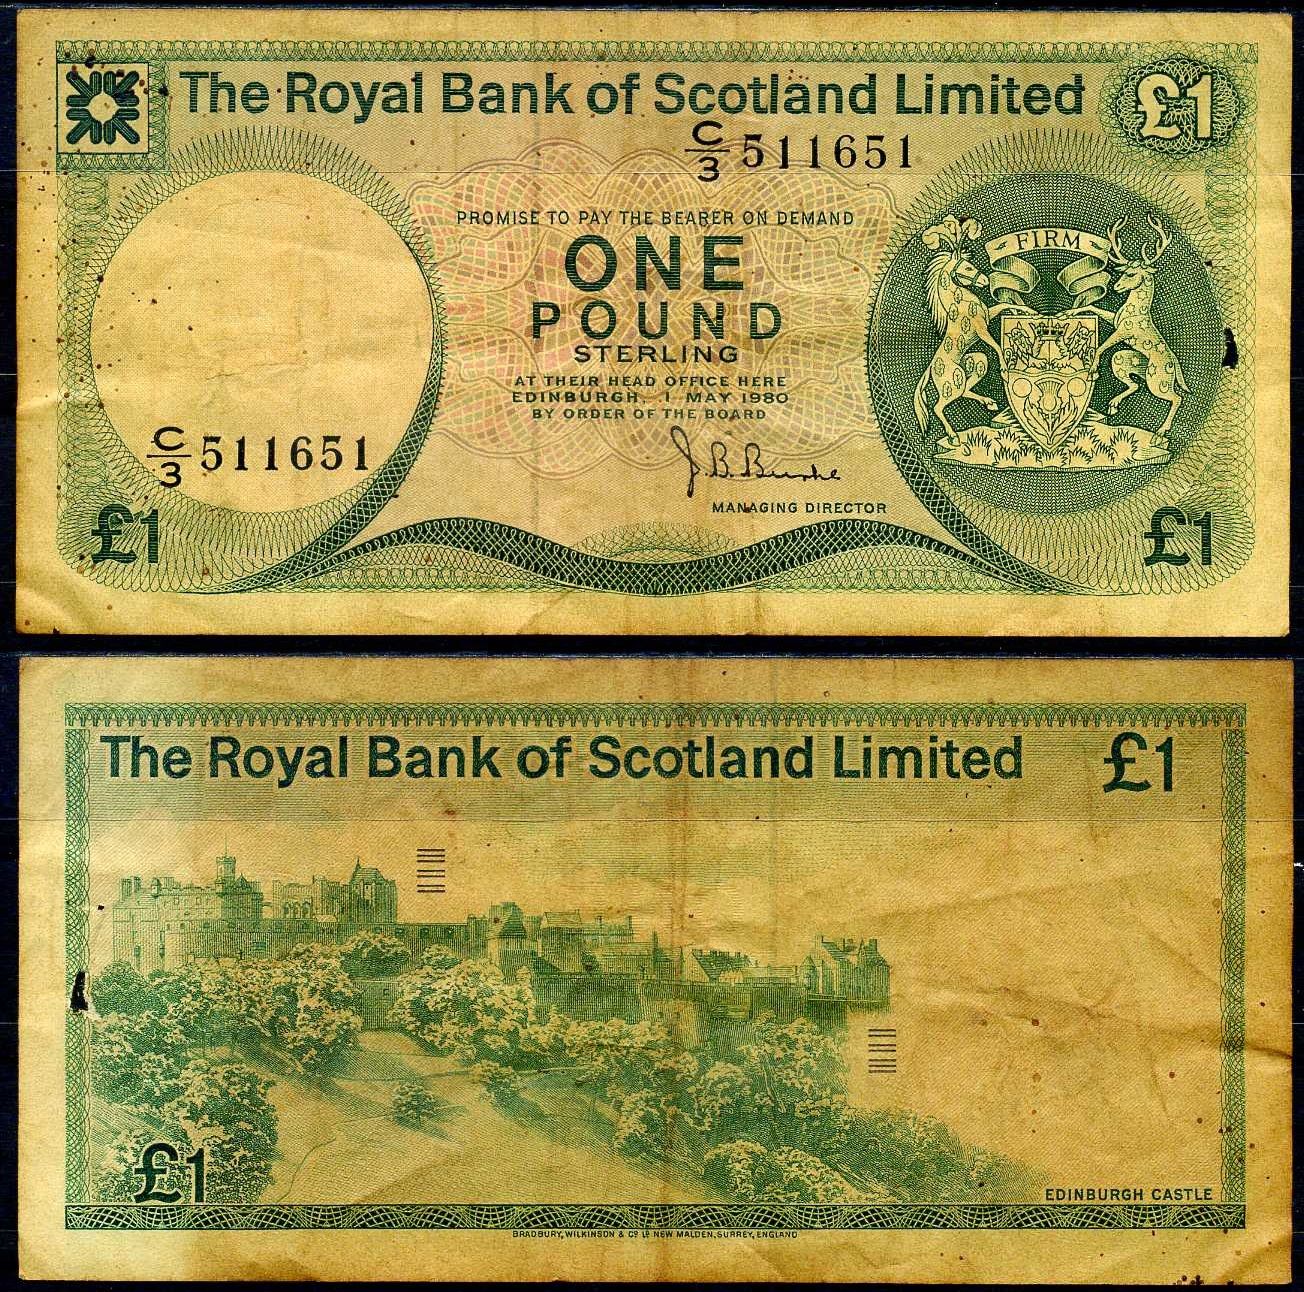 The Royal Bank of Scotland Limited
£1
C/3 511651
PROMISE TO PAY THE BEARER ON DEMAND
ONE
POUND
STERLING
AT THEIR HEAD OFFICE HERE
EDINBURGH, 1 MAY 1980
BY ORDER OF THE BOARD
J. B. Burke
MANAGING DIRECTOR
FIRM
C/3 511651
£1
£1
The Royal Bank of Scotland Limited
£1
£1
EDINBURGH CASTLE
BRADBURY, WILKINSON & Co Ld NEW MALDEN, SURREY, ENGLAND